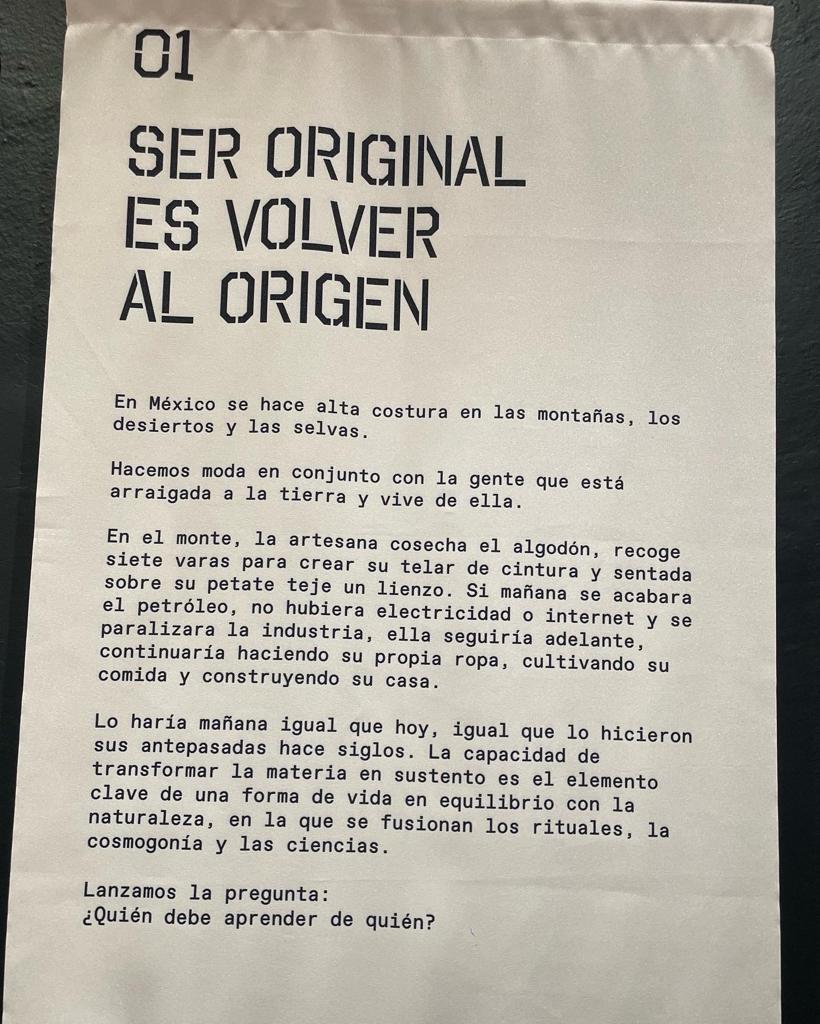 01
SER ORIGINAL
ES VOLVER
AL ORIGEN
En México se hace alta costura en las montañas, los
desiertos y las selvas.
Hacemos moda en conjunto con la gente que está
arraigada a la tierra y vive de ella.
En el monte, la artesana cosecha el algodón, recoge
siete varas para crear su telar de cintura y sentada
sobre su petate teje un lienzo. Si mañana se acabara
el petróleo, no hubiera electricidad o internet y se
paralizara la industria, ella seguiría adelante,
continuaría haciendo su propia ropa, cultivando su
comida y construyendo su casa.
Lo haría mañana igual que hoy, igual que lo hicieron
sus antepasadas hace siglos. La capacidad de
transformar la materia en sustento es el elemento
clave de una forma de vida en equilibrio con la
naturaleza, en la que se fusionan los rituales, la
cosmogonía y las ciencias.
Lanzamos la pregunta:
¿Quién debe aprender de quién?